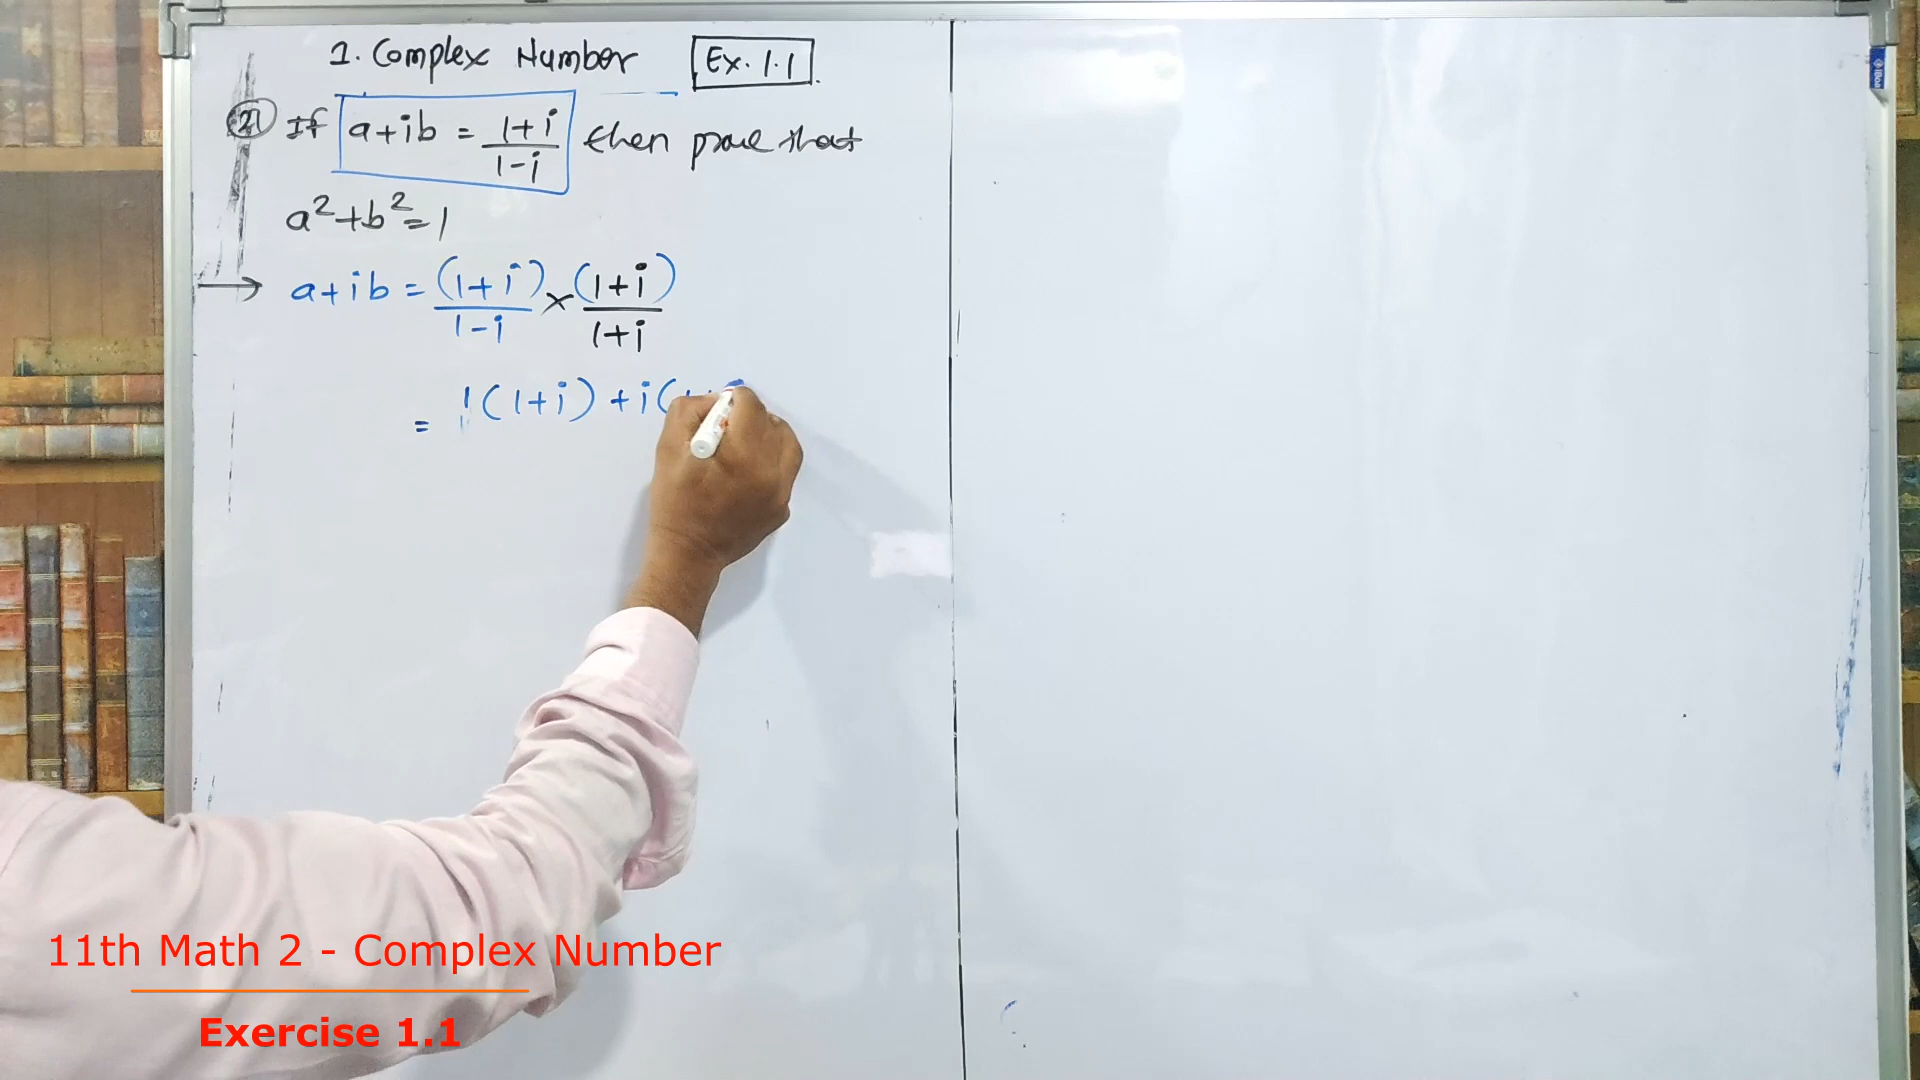 1. Complex Number Ex. 1.1
If a+ib = (1+i)/(1-i) then prove that
a²+b²=1
→ a+ib = (1+i)/(1-i) × (1+i)/(1+i)
= 1(1+i) + i(
11th Math 2 - Complex Number
Exercise 1.1